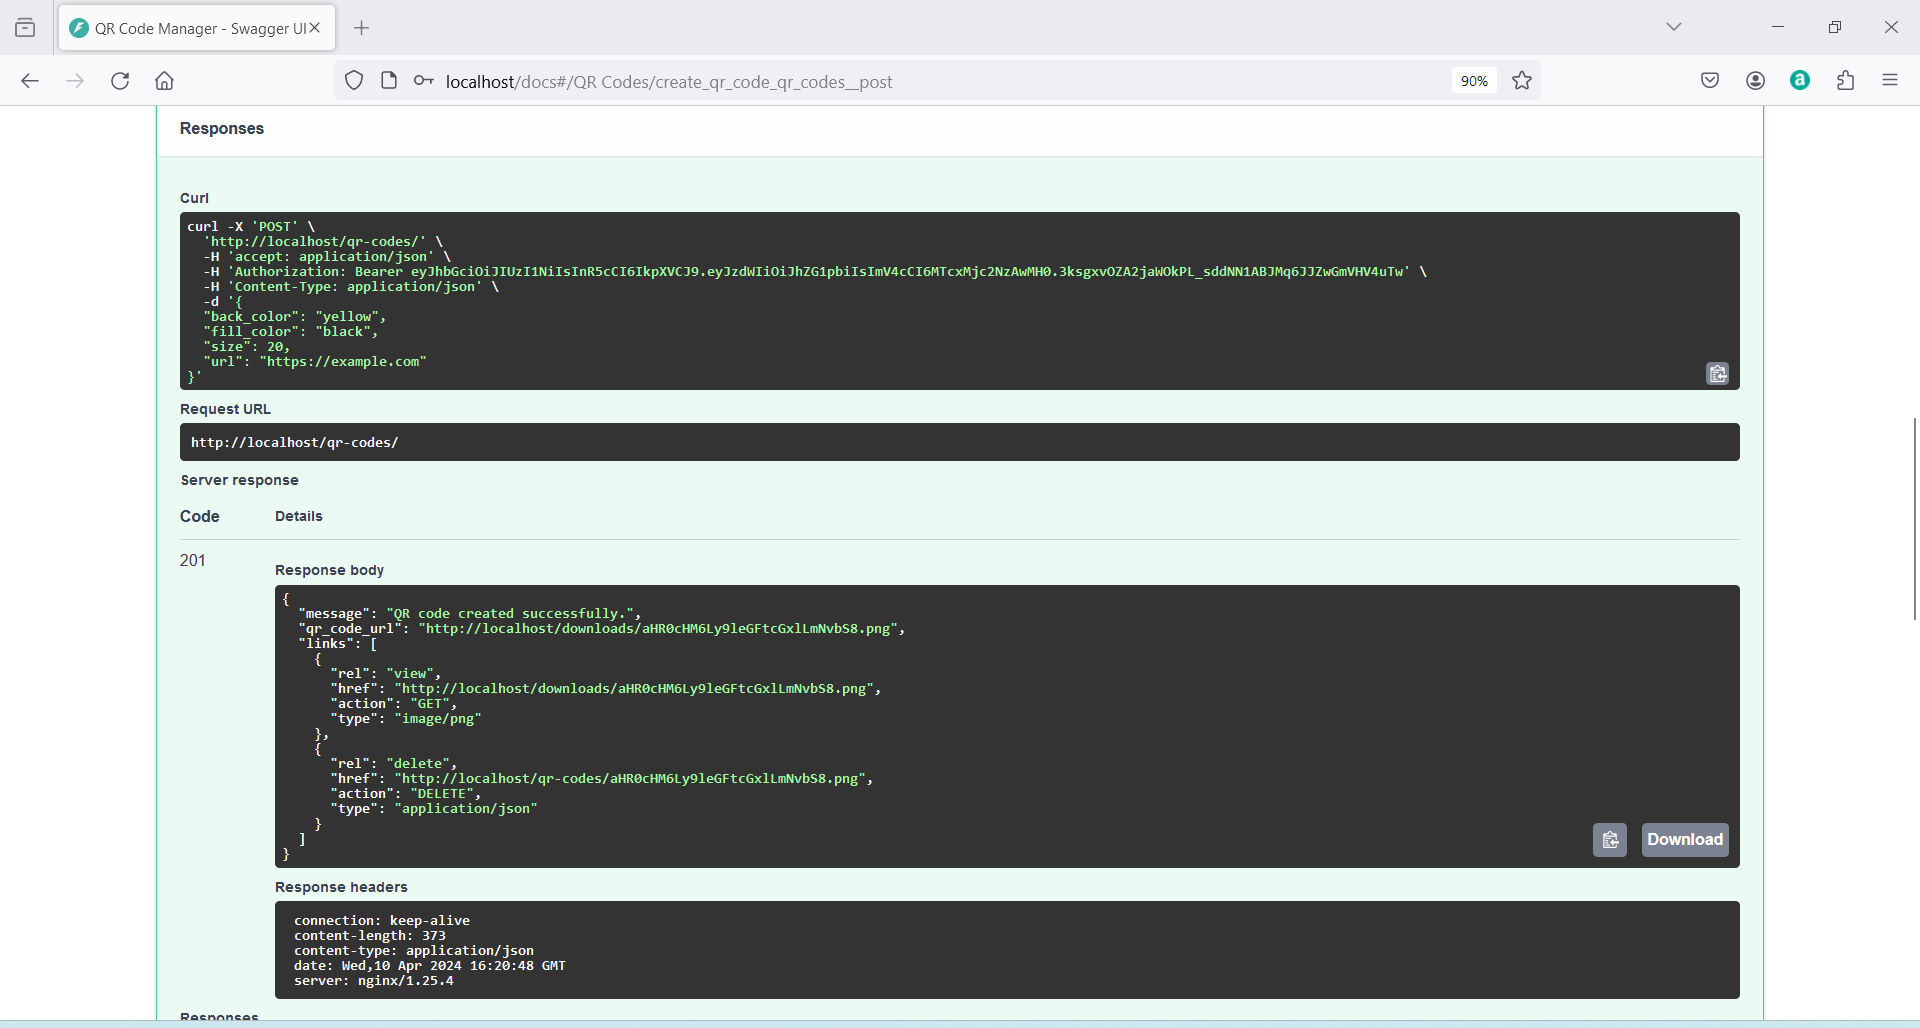 QR Code Manager - Swagger UI
localhost/docs#/QR Codes/create_qr_code_qr_codes__post
90%
a
Responses
Curl
curl -X 'POST' \
'http://localhost/qr-codes/' \
-H 'accept: application/json' \
-H 'Authorization: Bearer eyJhbGciOiJIUzI1NiIsInR5cCI6IkpXVCJ9.eyJzdWIiOiJhZG1pbiIsImV4cCI6MTcxMjc2NzAwMH0.3ksgxvOZA2jaWOkPL_sddNN1ABJMq6JJZwGmVHV4uTw' \
-H 'Content-Type: application/json' \
-d '{
"back_color": "yellow",
"fill_color": "black",
"size": 20,
"url": "https://example.com"
}'
Request URL
http://localhost/qr-codes/
Server response
Code Details
201
Response body
{
"message": "QR code created successfully.",
"qr_code_url": "http://localhost/downloads/aHR0cHM6Ly9leGFtcGxlLmNvbS8.png",
"links": [
{
"rel": "view",
"href": "http://localhost/downloads/aHR0cHM6Ly9leGFtcGxlLmNvbS8.png",
"action": "GET",
"type": "image/png"
},
{
"rel": "delete",
"href": "http://localhost/qr-codes/aHR0cHM6Ly9leGFtcGxlLmNvbS8.png",
"action": "DELETE",
"type": "application/json"
}
]
}
Download
Response headers
connection: keep-alive
content-length: 373
content-type: application/json
date: Wed,10 Apr 2024 16:20:48 GMT
server: nginx/1.25.4
Responses